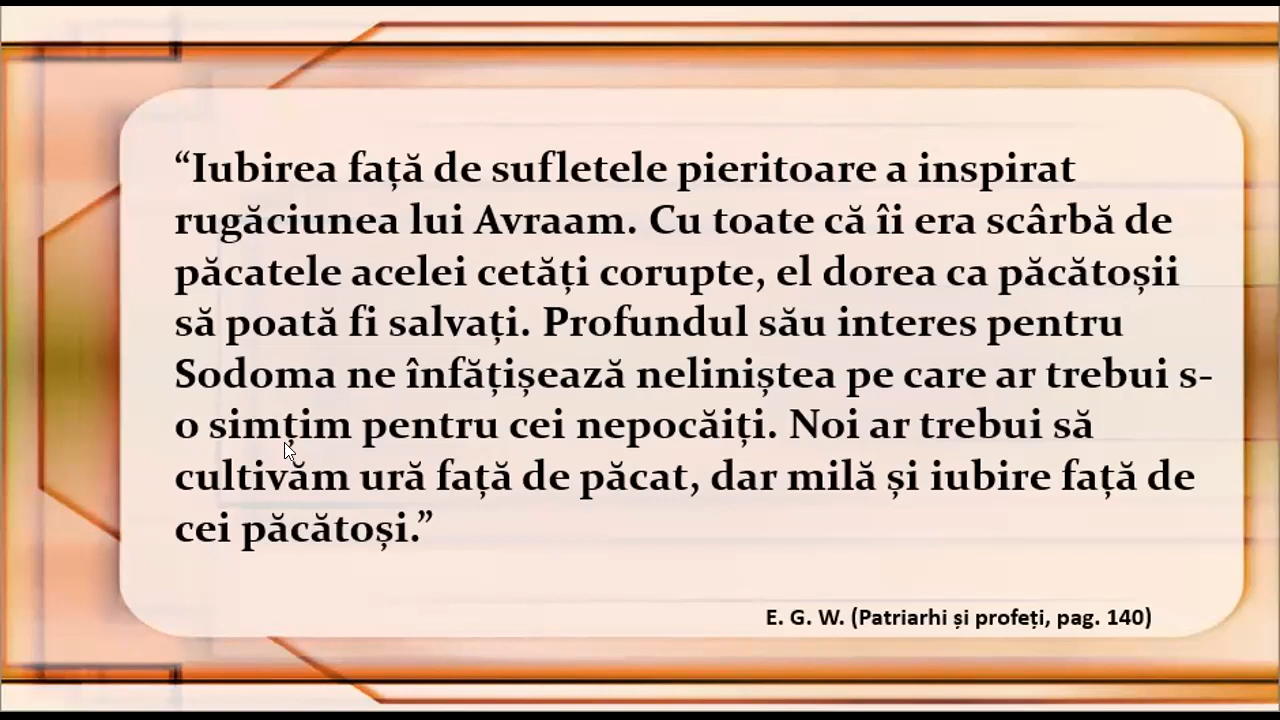 “Iubirea față de sufletele pieritoare a inspirat
rugăciunea lui Avraam. Cu toate că îi era scârbă de
păcatele acelei cetăți corupte, el dorea ca păcătoșii
să poată fi salvați. Profundul său interes pentru
Sodoma ne înfățișează neliniștea pe care ar trebui s-
o simțim pentru cei nepocăiți. Noi ar trebui să
cultivăm ură față de păcat, dar milă și iubire față de
cei păcătoși.”
E. G. W. (Patriarhi și profeți, pag. 140)